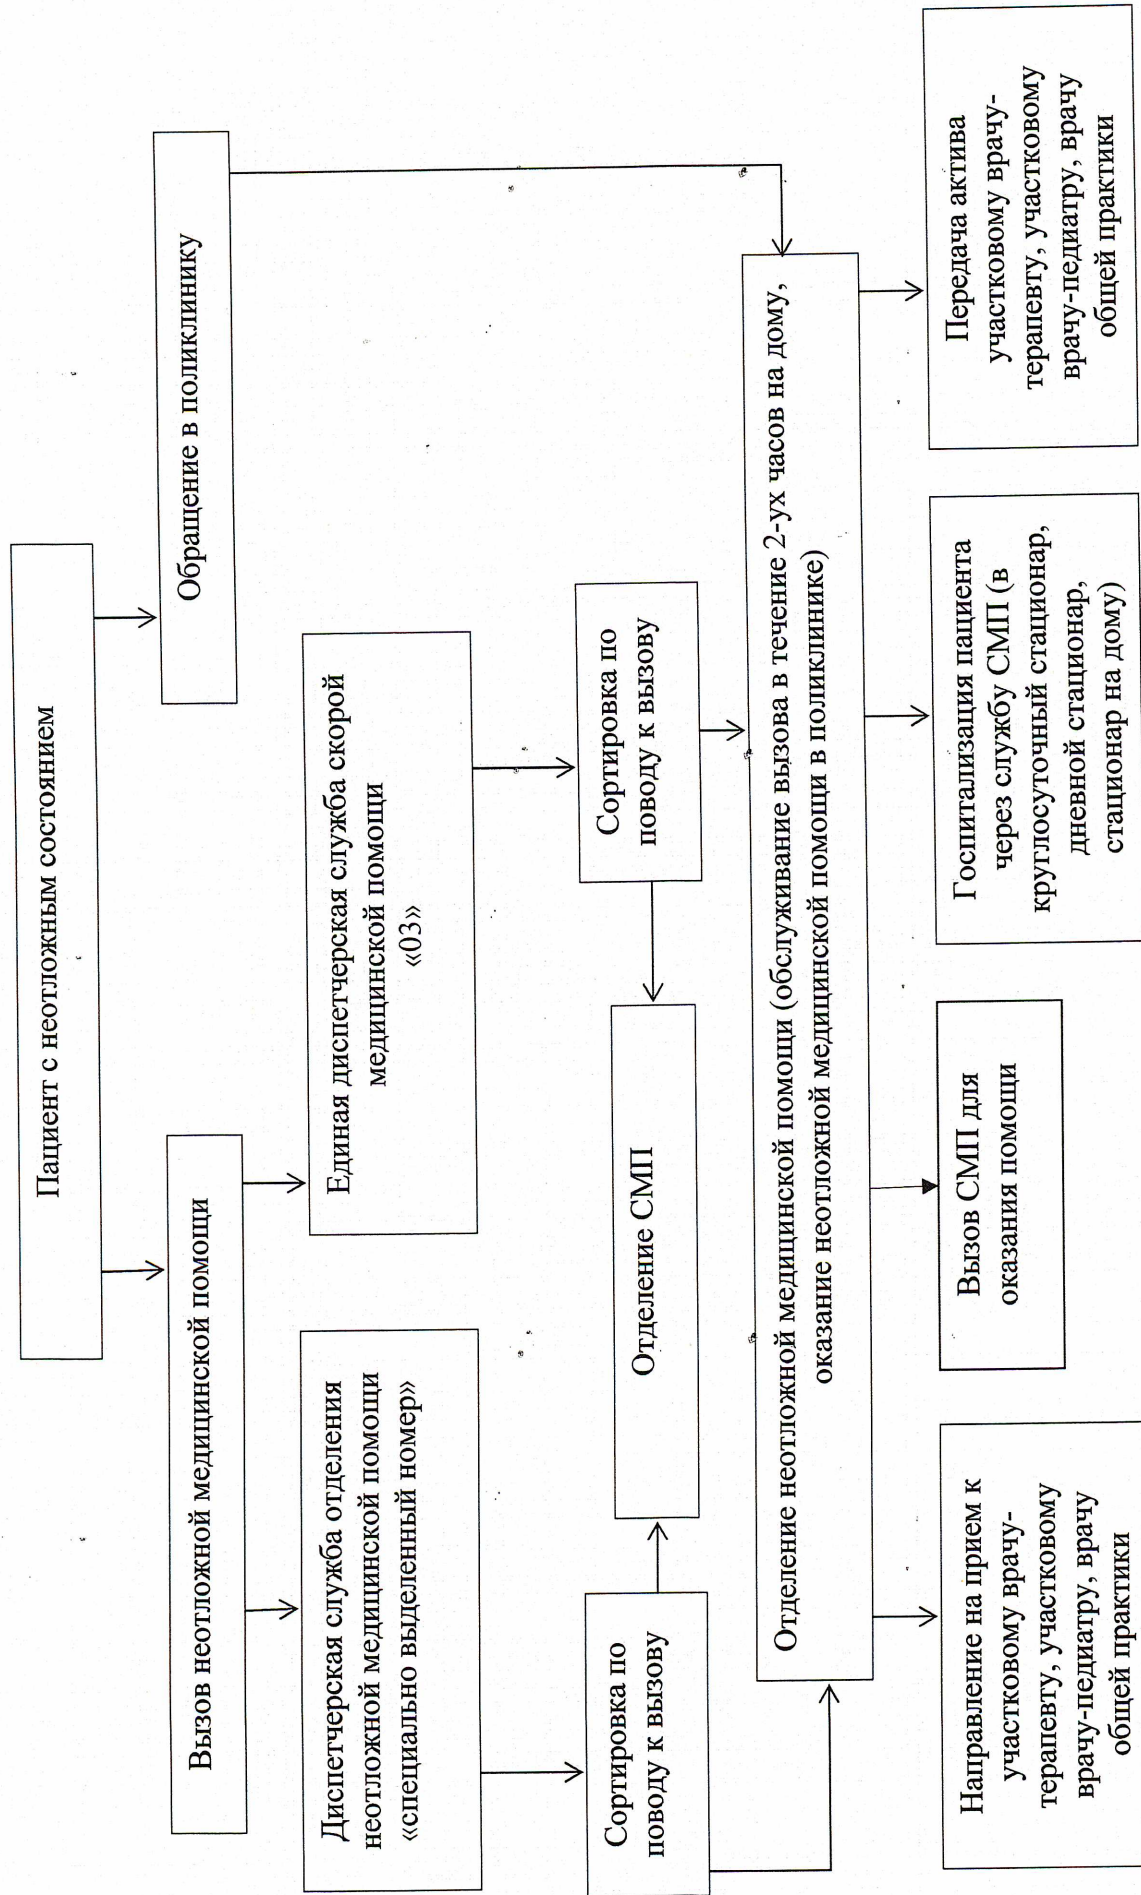 Пациент с неотложным состоянием
Вызов неотложной медицинской помощи
Обращение в поликлинику
Диспетчерская служба отделения
неотложной медицинской помощи
«специально выделенный номер»
Единая диспетчерская служба скорой
медицинской помощи
«03»
Сортировка по
поводу к вызову
Отделение СМП
Сортировка по
поводу к вызову
Отделение неотложной медицинской помощи (обслуживание вызова в течение 2-ух часов на дому,
оказание неотложной медицинской помощи в поликлинике)
Направление на прием к
участковому врачу-
терапевту, участковому
врачу-педиатру, врачу
общей практики
Вызов СМП для
оказания помощи
Госпитализация пациента
через службу СМП (в
круглосуточный стационар,
дневной стационар,
стационар на дому)
Передача актива
участковому врачу-
терапевту, участковому
врачу-педиатру, врачу
общей практики